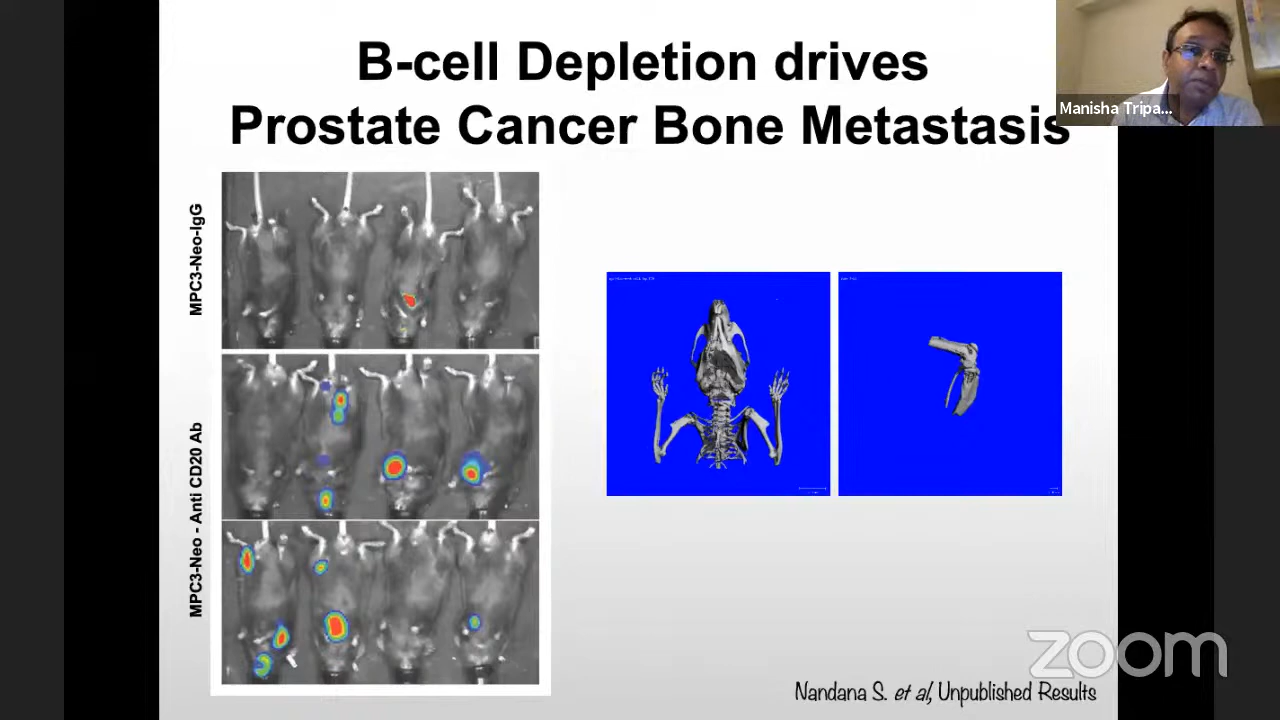 B-cell Depletion drives
Prostate Cancer Bone Metastasis
Manisha Tripa...
MPC3-Neo-IgG
MPC3-Neo - Anti CD20 Ab
zoom
Nandana S. et al, Unpublished Results